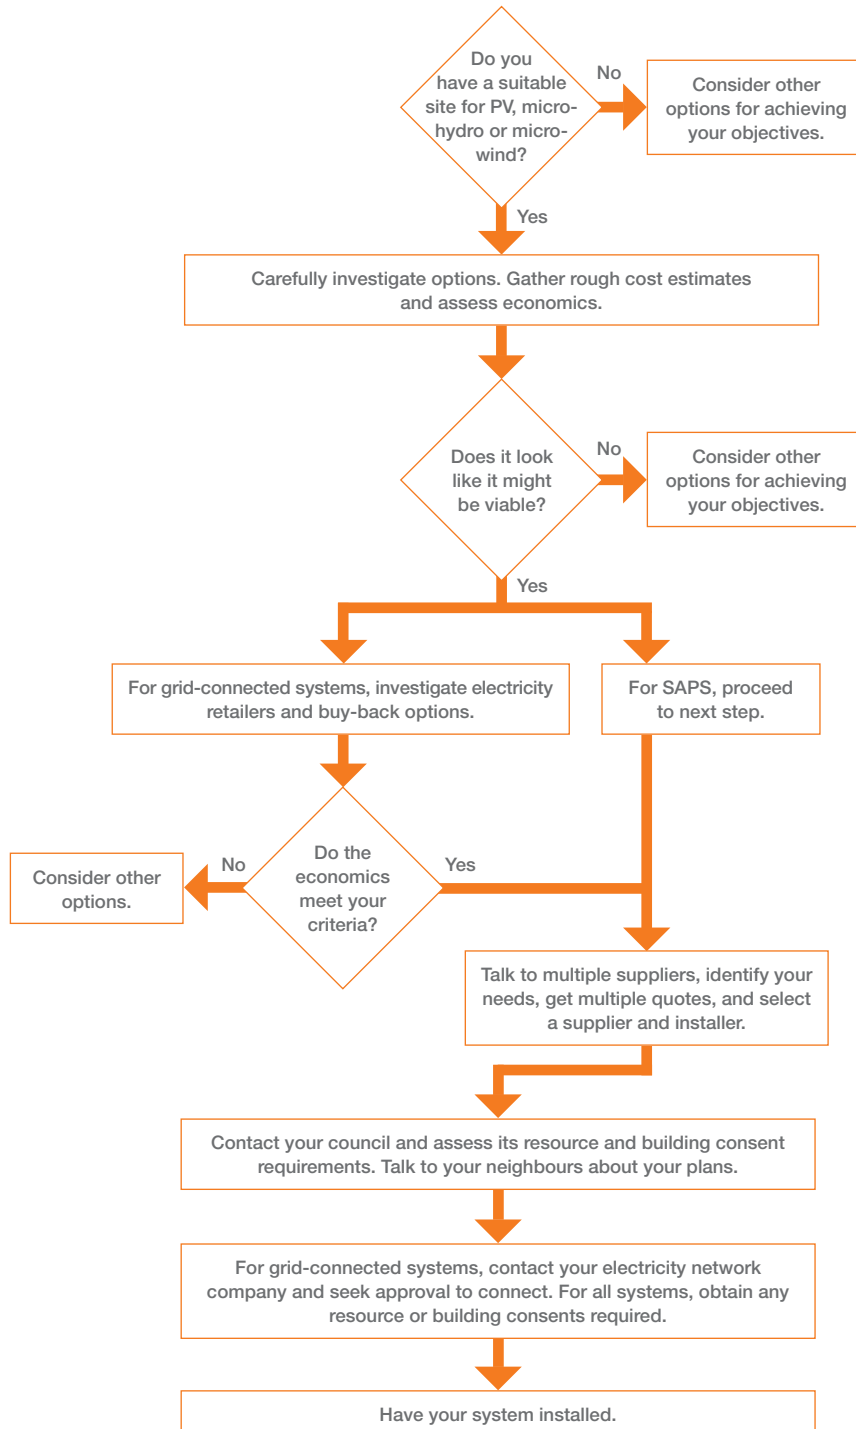 Do you
have a suitable
site for PV, micro-
hydro or micro-
wind?
No
Consider other
options for achieving
your objectives.
Yes
Carefully investigate options. Gather rough cost estimates
and assess economics.
Does it look
like it might
be viable?
No
Consider other
options for achieving
your objectives.
Yes
For grid-connected systems, investigate electricity
retailers and buy-back options.
For SAPS, proceed
to next step.
Consider other
options.
No
Do the
economics
meet your
criteria?
Yes
Talk to multiple suppliers, identify your
needs, get multiple quotes, and select
a supplier and installer.
Contact your council and assess its resource and building consent
requirements. Talk to your neighbours about your plans.
For grid-connected systems, contact your electricity network
company and seek approval to connect. For all systems, obtain any
resource or building consents required.
Have your system installed.